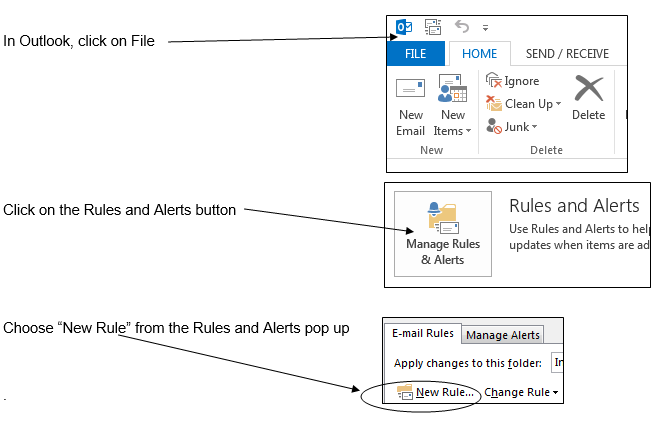 In Outlook, click on File
FILE HOME SEND / RECEIVE
New Email
New Items
Ignore
Clean Up
Junk
Delete
New
Delete
Click on the Rules and Alerts button
Manage Rules
& Alerts
Rules and Alerts
Use Rules and Alerts to help
updates when items are ad
Choose “New Rule” from the Rules and Alerts pop up
E-mail Rules Manage Alerts
Apply changes to this folder: In
New Rule... Change Rule
.